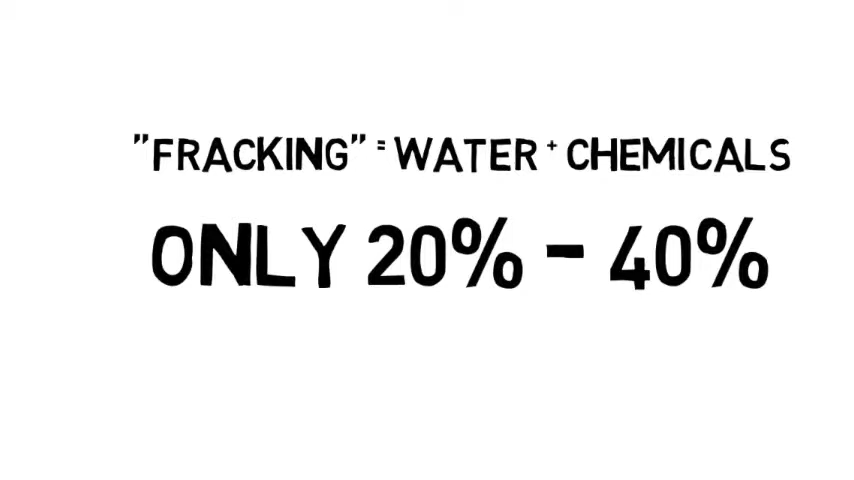 "FRACKING" = WATER + CHEMICALS
ONLY 20% - 40%